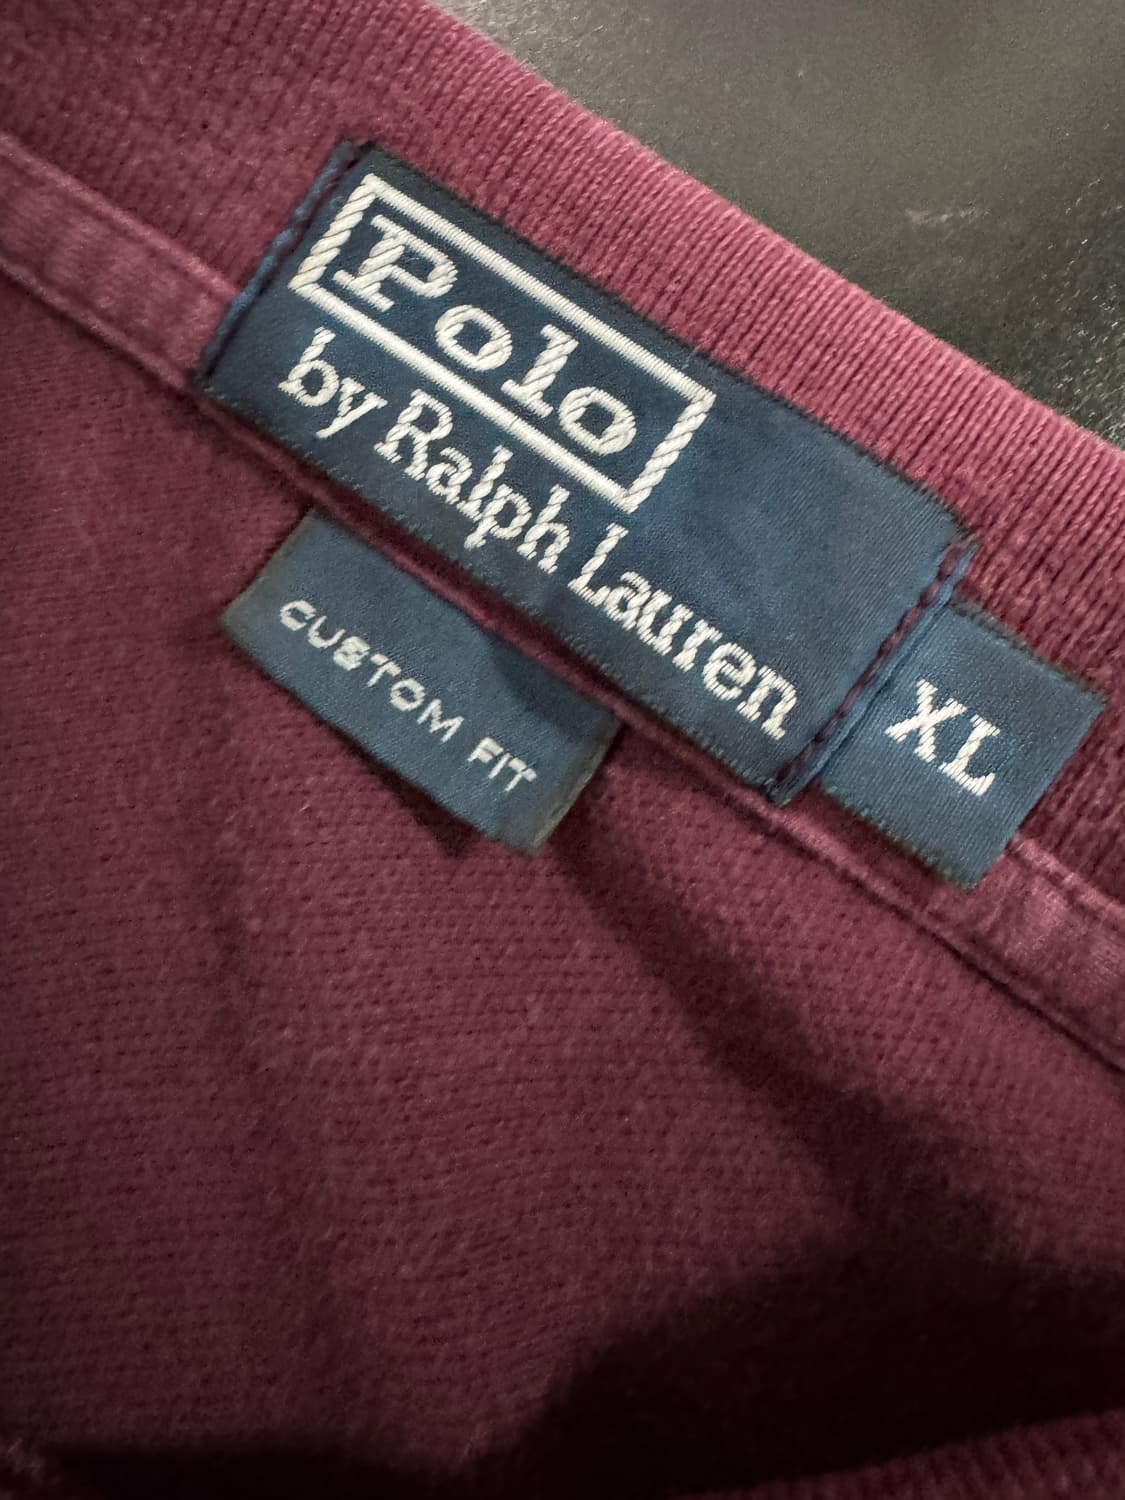 Polo
by Ralph Lauren
XL
CUSTOM FIT